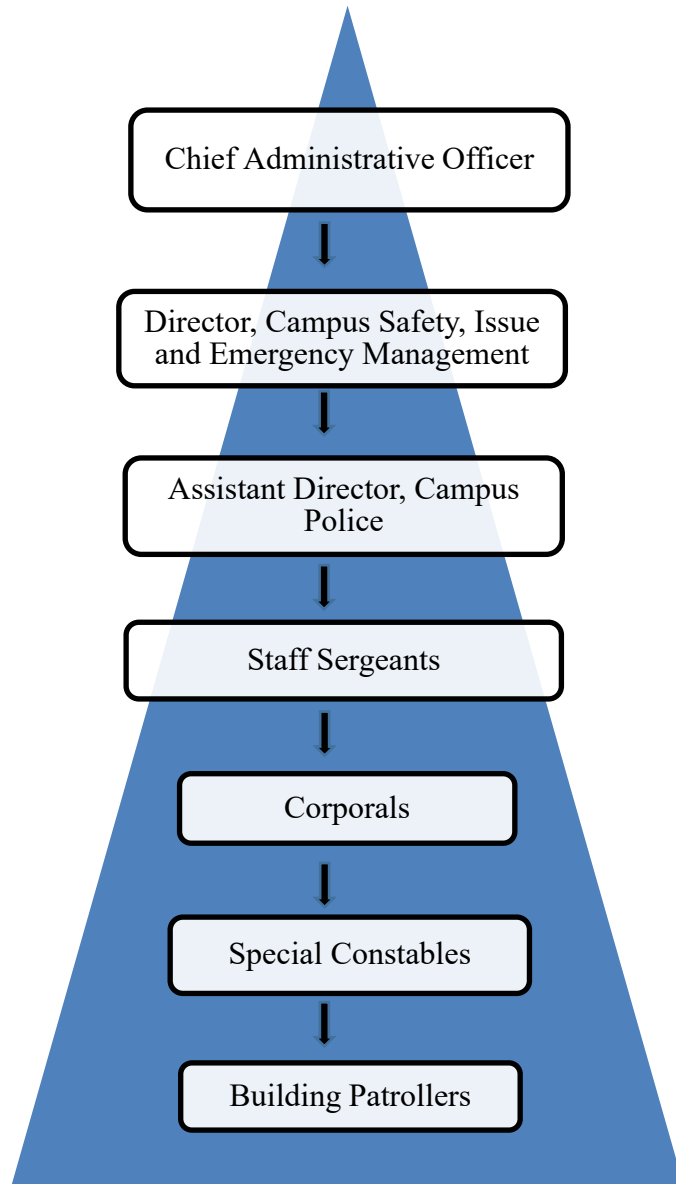 Chief Administrative Officer
Director, Campus Safety, Issue
and Emergency Management
Assistant Director, Campus
Police
Staff Sergeants
Corporals
Special Constables
Building Patrollers